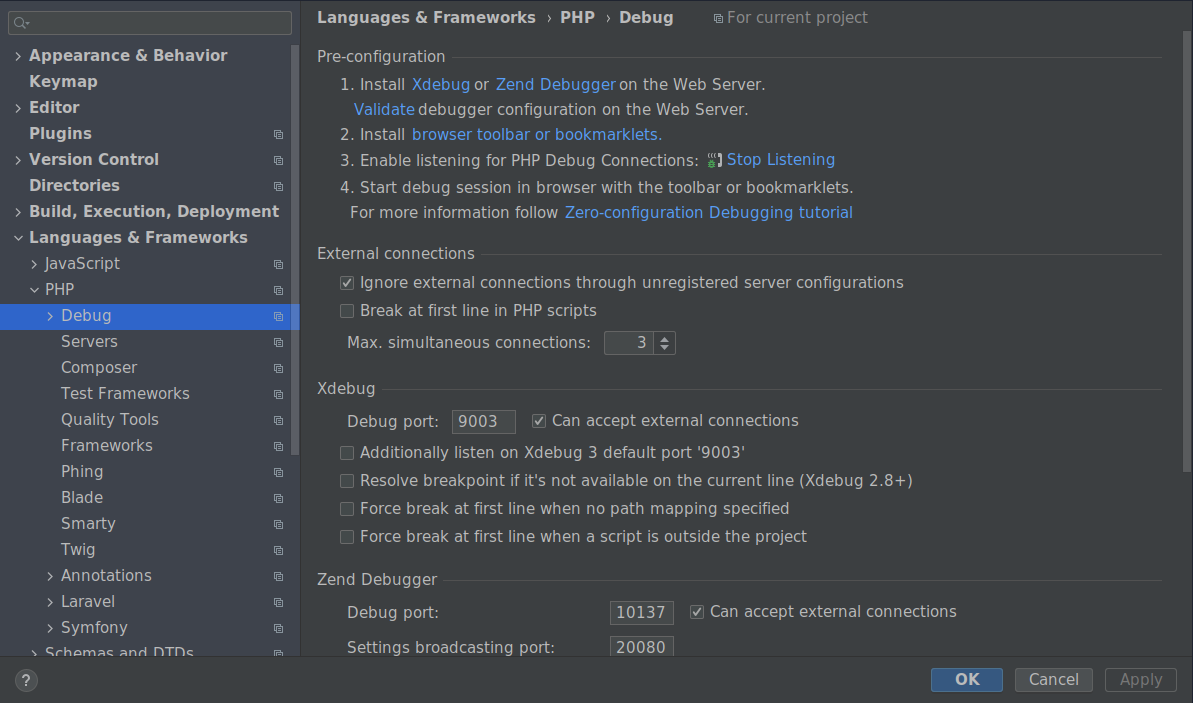 Appearance & Behavior
Keymap
Editor
Plugins
Version Control
Directories
Build, Execution, Deployment
Languages & Frameworks
JavaScript
PHP
Debug
Servers
Composer
Test Frameworks
Quality Tools
Frameworks
Phing
Blade
Smarty
Twig
Annotations
Laravel
Symfony
Schemas and DTDs
Languages & Frameworks › PHP › Debug For current project
Pre-configuration
1. Install Xdebug or Zend Debugger on the Web Server.
Validate debugger configuration on the Web Server.
2. Install browser toolbar or bookmarklets.
3. Enable listening for PHP Debug Connections: Stop Listening
4. Start debug session in browser with the toolbar or bookmarklets.
For more information follow Zero-configuration Debugging tutorial
External connections
Ignore external connections through unregistered server configurations
Break at first line in PHP scripts
Max. simultaneous connections: 3
Xdebug
Debug port: 9003 Can accept external connections
Additionally listen on Xdebug 3 default port '9003'
Resolve breakpoint if it's not available on the current line (Xdebug 2.8+)
Force break at first line when no path mapping specified
Force break at first line when a script is outside the project
Zend Debugger
Debug port: 10137 Can accept external connections
Settings broadcasting port: 20080
?
OK Cancel Apply